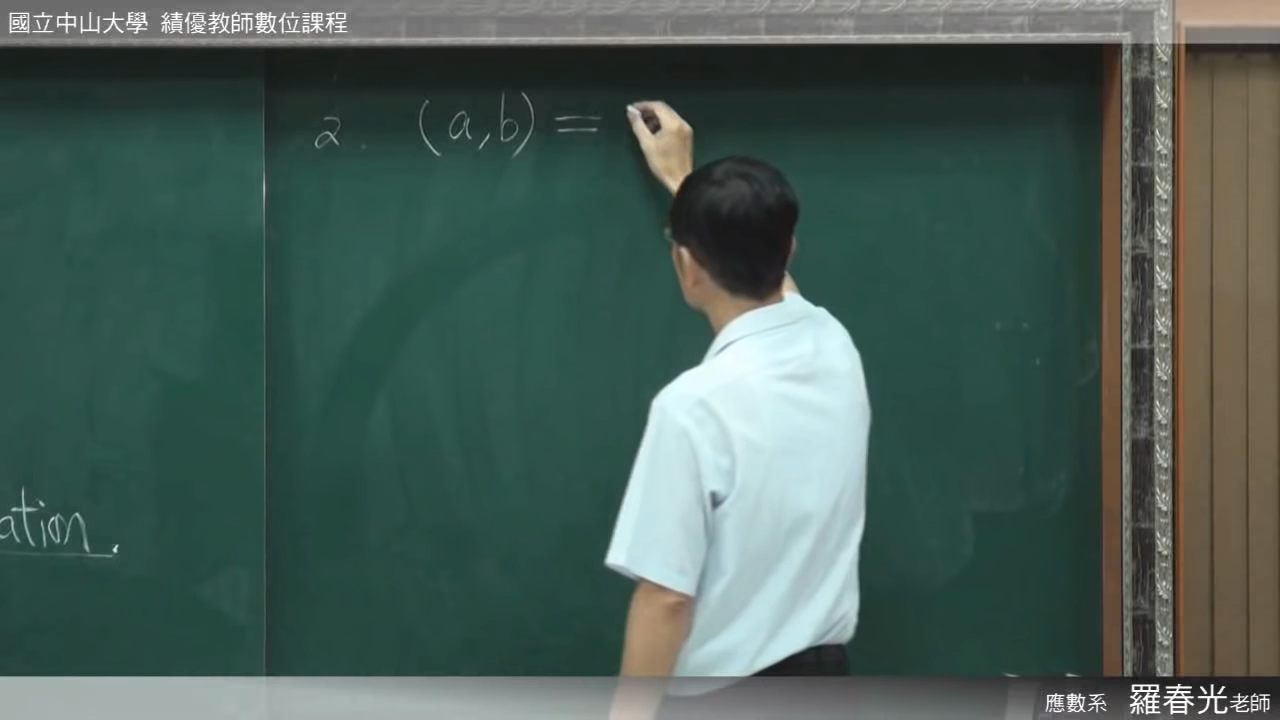 國立中山大學 績優教師數位課程
2. (a,b) =
ation.
應數系 羅春光老師